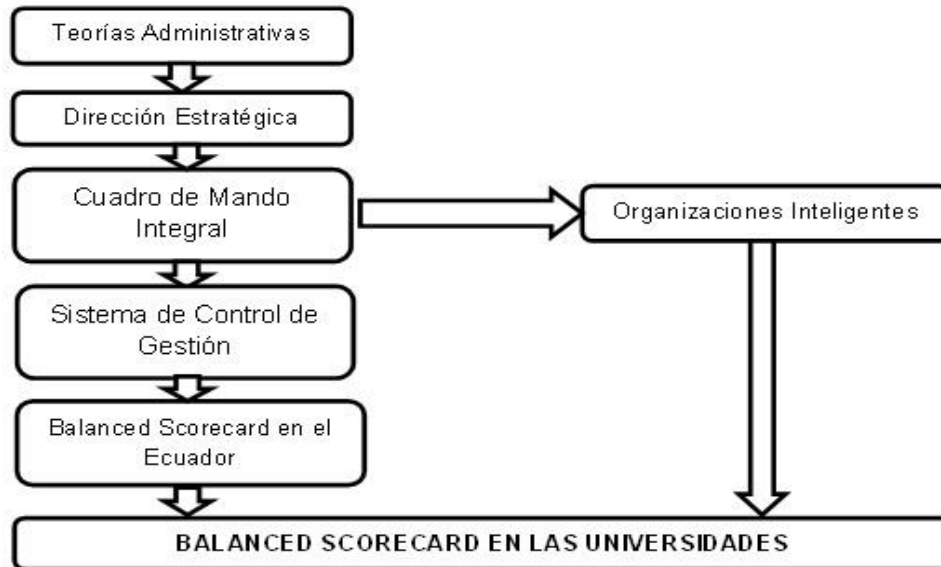 Teorías Administrativas
Dirección Estratégica
Cuadro de Mando
Integral
Organizaciones Inteligentes
Sistema de Control de
Gestión
Balanced Scorecard en el
Ecuador
BALANCED SCORECARD EN LAS UNIVERSIDADES